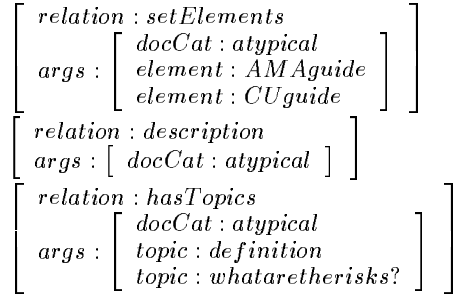 relation : setElements
args : [ docCat : atypical
element : AMAguide
element : CUguide ]
relation : description
args : [ docCat : atypical ]
relation : hasTopics
args : [ docCat : atypical
topic : definition
topic : whataretherisks? ]